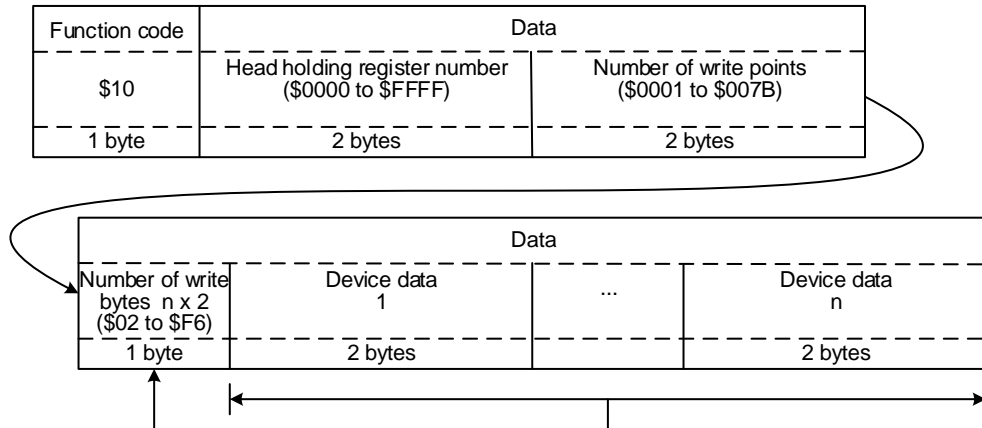 Function code
Data
$10
Head holding register number
($0000 to $FFFF)
Number of write points
($0001 to $007B)
1 byte
2 bytes
2 bytes
Data
Number of write
bytes n x 2
($02 to $F6)
Device data
1
...
Device data
n
1 byte
2 bytes
2 bytes